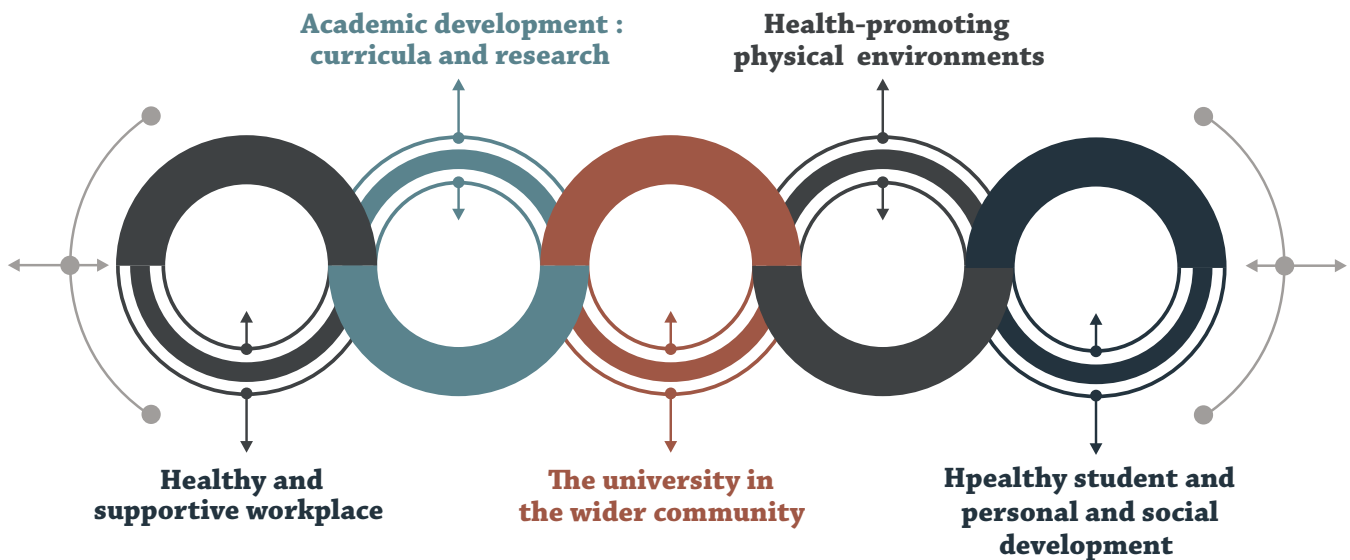 Academic development :
curricula and research
Health-promoting
physical environments
Healthy and
supportive workplace
The university in
the wider community
Hpealthy student and
personal and social
development